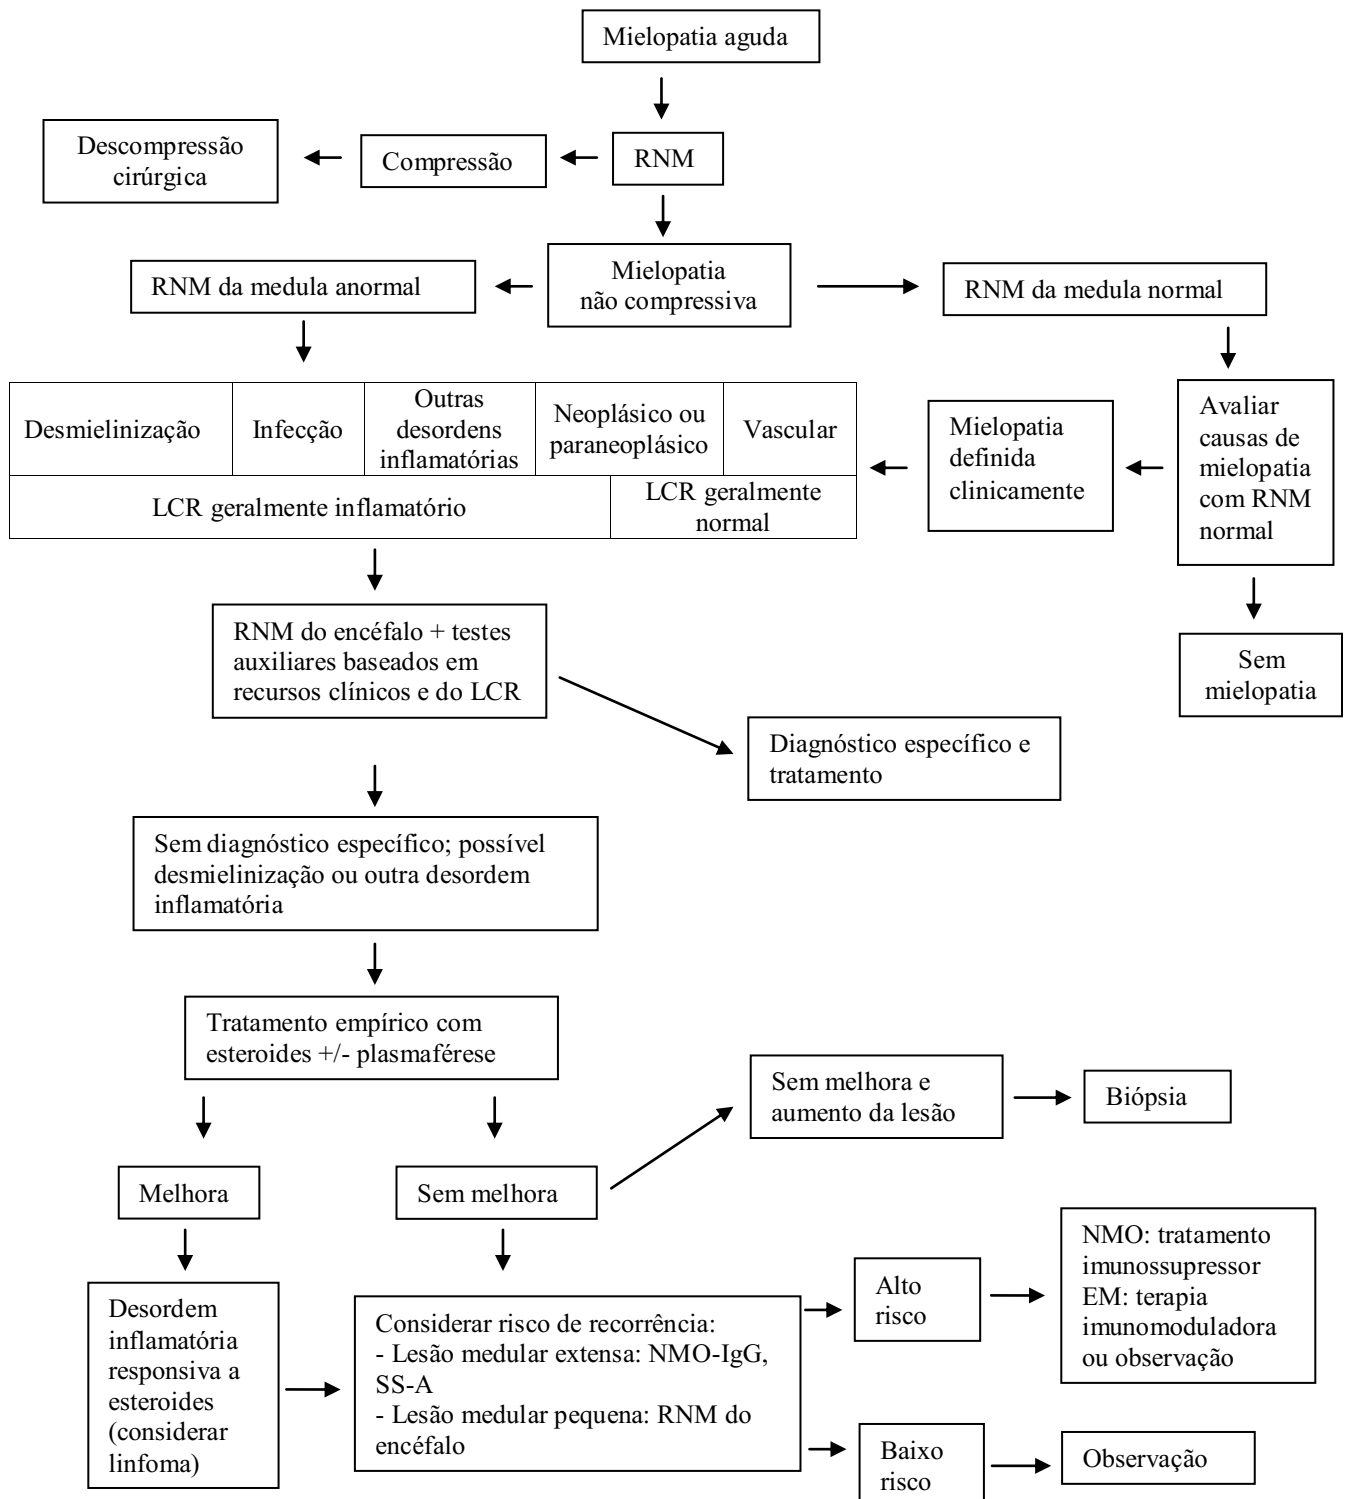 Mielopatia aguda
Descompressão
cirúrgica
Compressão
RNM
RNM da medula anormal
Mielopatia
não compressiva
RNM da medula normal
Desmielinização
Infecção
Outras
desordens
inflamatórias
Neoplásico ou
paraneoplásico
Vascular
LCR geralmente inflamatório
LCR geralmente
normal
Mielopatia
definida
clinicamente
Avaliar
causas de
mielopatia
com RNM
normal
Sem
mielopatia
RNM do encéfalo + testes
auxiliares baseados em
recursos clínicos e do LCR
Diagnóstico específico e
tratamento
Sem diagnóstico específico; possível
desmielinização ou outra desordem
inflamatória
Tratamento empírico com
esteroides +/- plasmaférese
Sem melhora e
aumento da lesão
Biópsia
Melhora
Sem melhora
Desordem
inflamatória
responsiva a
esteroides
(considerar
linfoma)
Considerar risco de recorrência:
- Lesão medular extensa: NMO-IgG,
SS-A
- Lesão medular pequena: RNM do
encéfalo
Alto
risco
NMO: tratamento
imunossupressor
EM: terapia
imunomoduladora
ou observação
Baixo
risco
Observação